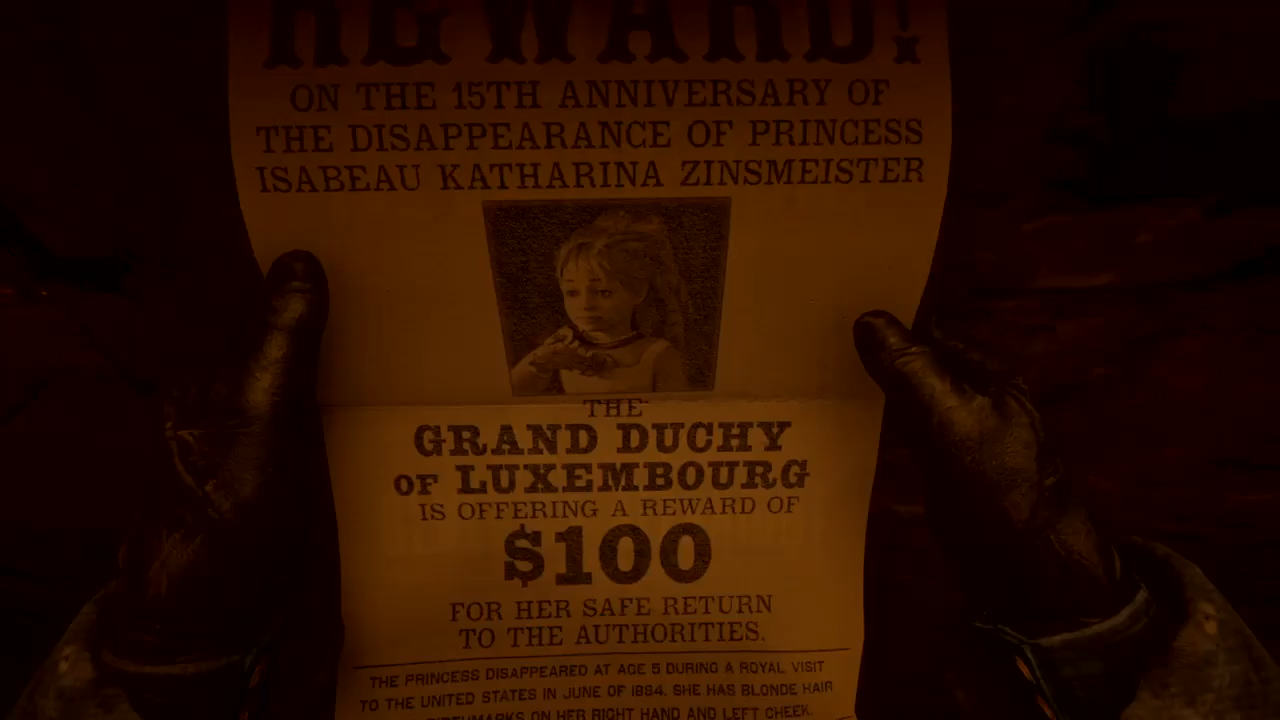 REWARD!
ON THE 15TH ANNIVERSARY OF
THE DISAPPEARANCE OF PRINCESS
ISABEAU KATHARINA ZINSMEISTER
THE
GRAND DUCHY
OF LUXEMBOURG
IS OFFERING A REWARD OF
$100
FOR HER SAFE RETURN
TO THE AUTHORITIES.
THE PRINCESS DISAPPEARED AT AGE 5 DURING A ROYAL VISIT
TO THE UNITED STATES IN JUNE OF 1884. SHE HAS BLONDE HAIR
BIRTHMARKS ON HER RIGHT HAND AND LEFT CHEEK.